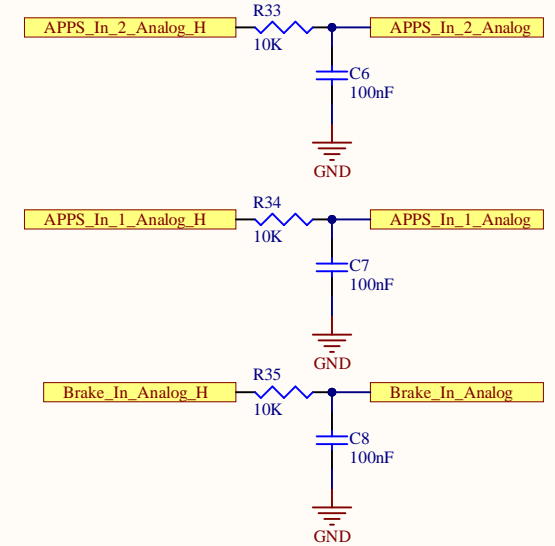 R33
APPS_In_2_Analog_H
APPS_In_2_Analog
10K
C6
100nF
GND
R34
APPS_In_1_Analog_H
APPS_In_1_Analog
10K
C7
100nF
GND
R35
Brake_In_Analog_H
Brake_In_Analog
10K
C8
100nF
GND